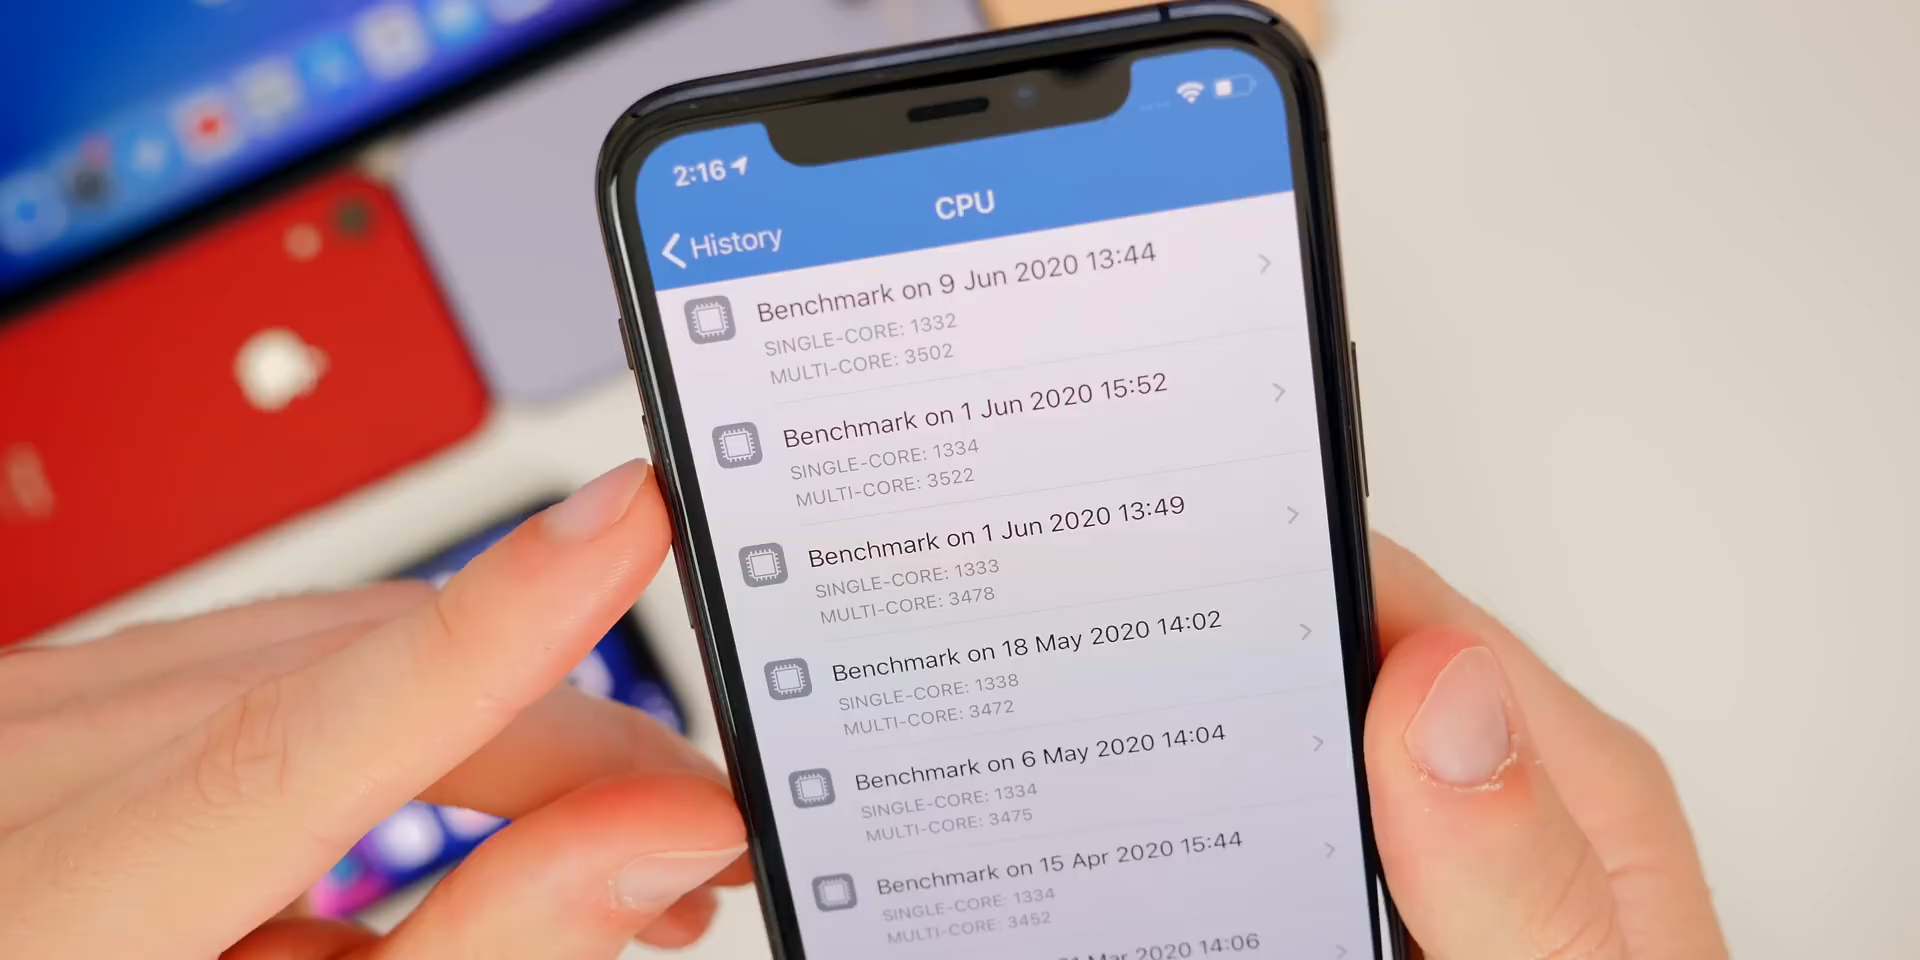 2:16
CPU
History
Benchmark on 9 Jun 2020 13:44
SINGLE-CORE: 1332
MULTI-CORE: 3502
Benchmark on 1 Jun 2020 15:52
SINGLE-CORE: 1334
MULTI-CORE: 3522
Benchmark on 1 Jun 2020 13:49
SINGLE-CORE: 1333
MULTI-CORE: 3478
Benchmark on 18 May 2020 14:02
SINGLE-CORE: 1338
MULTI-CORE: 3472
Benchmark on 6 May 2020 14:04
SINGLE-CORE: 1334
MULTI-CORE: 3475
Benchmark on 15 Apr 2020 15:44
SINGLE-CORE: 1334
MULTI-CORE: 3452
Mar 2020 14:06